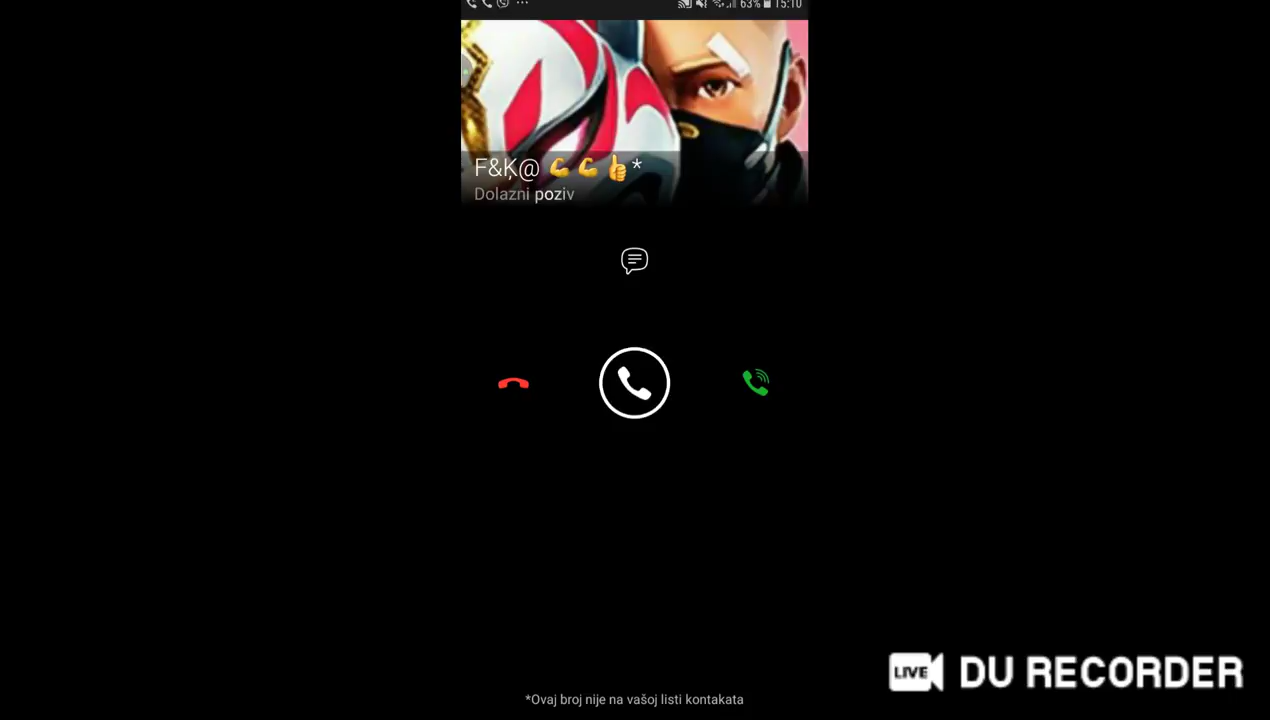 63% 15:10
F&Ķ@ 💪💪👍*
Dolazni poziv
LIVE DU RECORDER
*Ovaj broj nije na vašoj listi kontakata